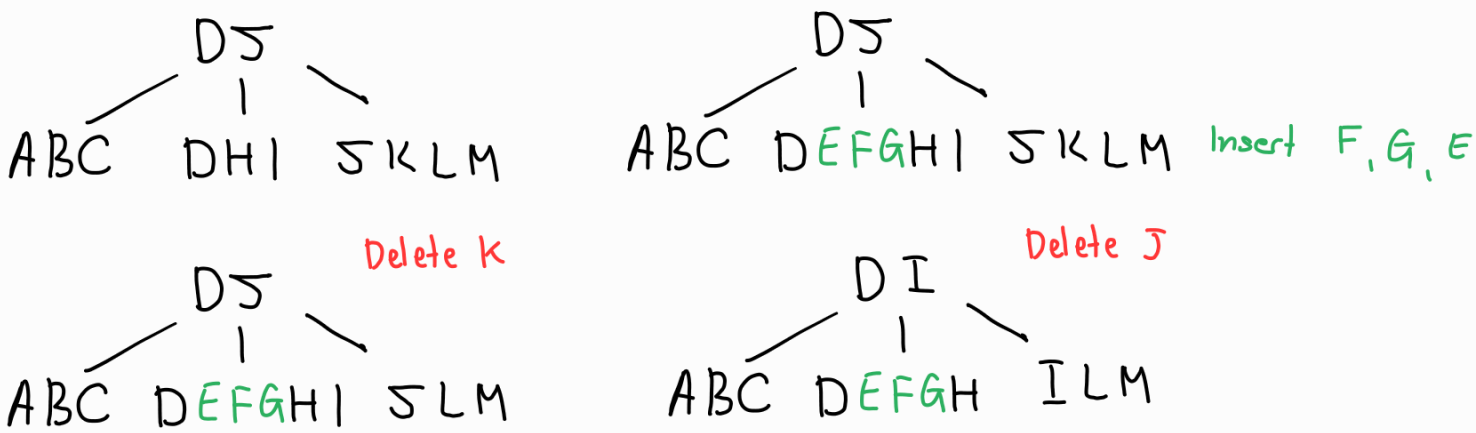 DJ
ABC DHI JKLM
DJ
ABC DEFGHI JKLM
Insert F, G, E
Delete K
DJ
ABC DEFGHI JLM
Delete J
DI
ABC DEFGH ILM